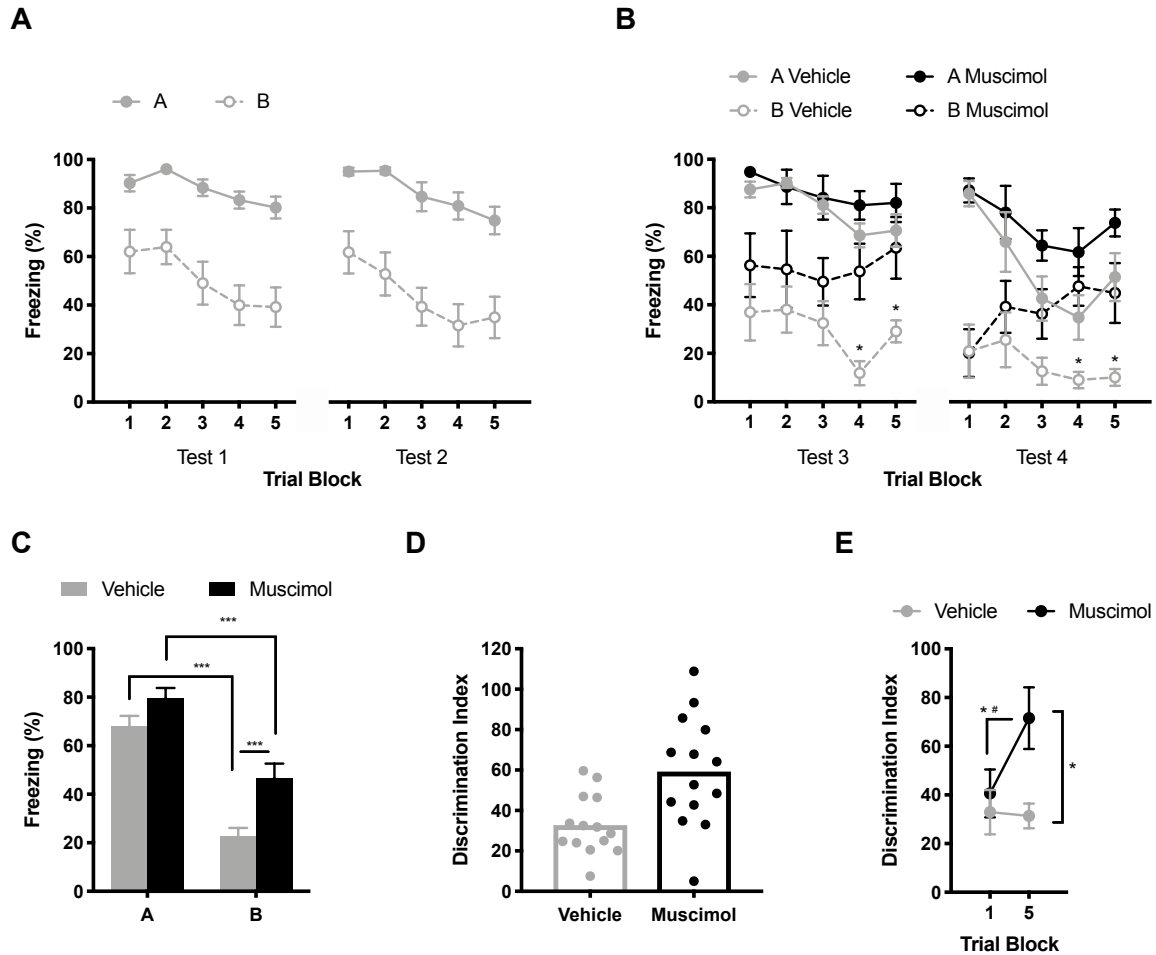 A
A B
100
80
60
40
20
0
Freezing (%)
1 2 3 4 5 1 2 3 4 5
Test 1 Test 2
Trial Block
B
A Vehicle A Muscimol
B Vehicle B Muscimol
100
80
60
40
20
0
Freezing (%)
* * * *
1 2 3 4 5 1 2 3 4 5
Test 3 Test 4
Trial Block
C
Vehicle Muscimol
***
***
***
100
80
60
40
20
0
Freezing (%)
A B
D
120
100
80
60
40
20
0
Discrimination Index
Vehicle Muscimol
E
Vehicle Muscimol
100
80
60
40
20
0
Discrimination Index
* #
*
1 5
Trial Block